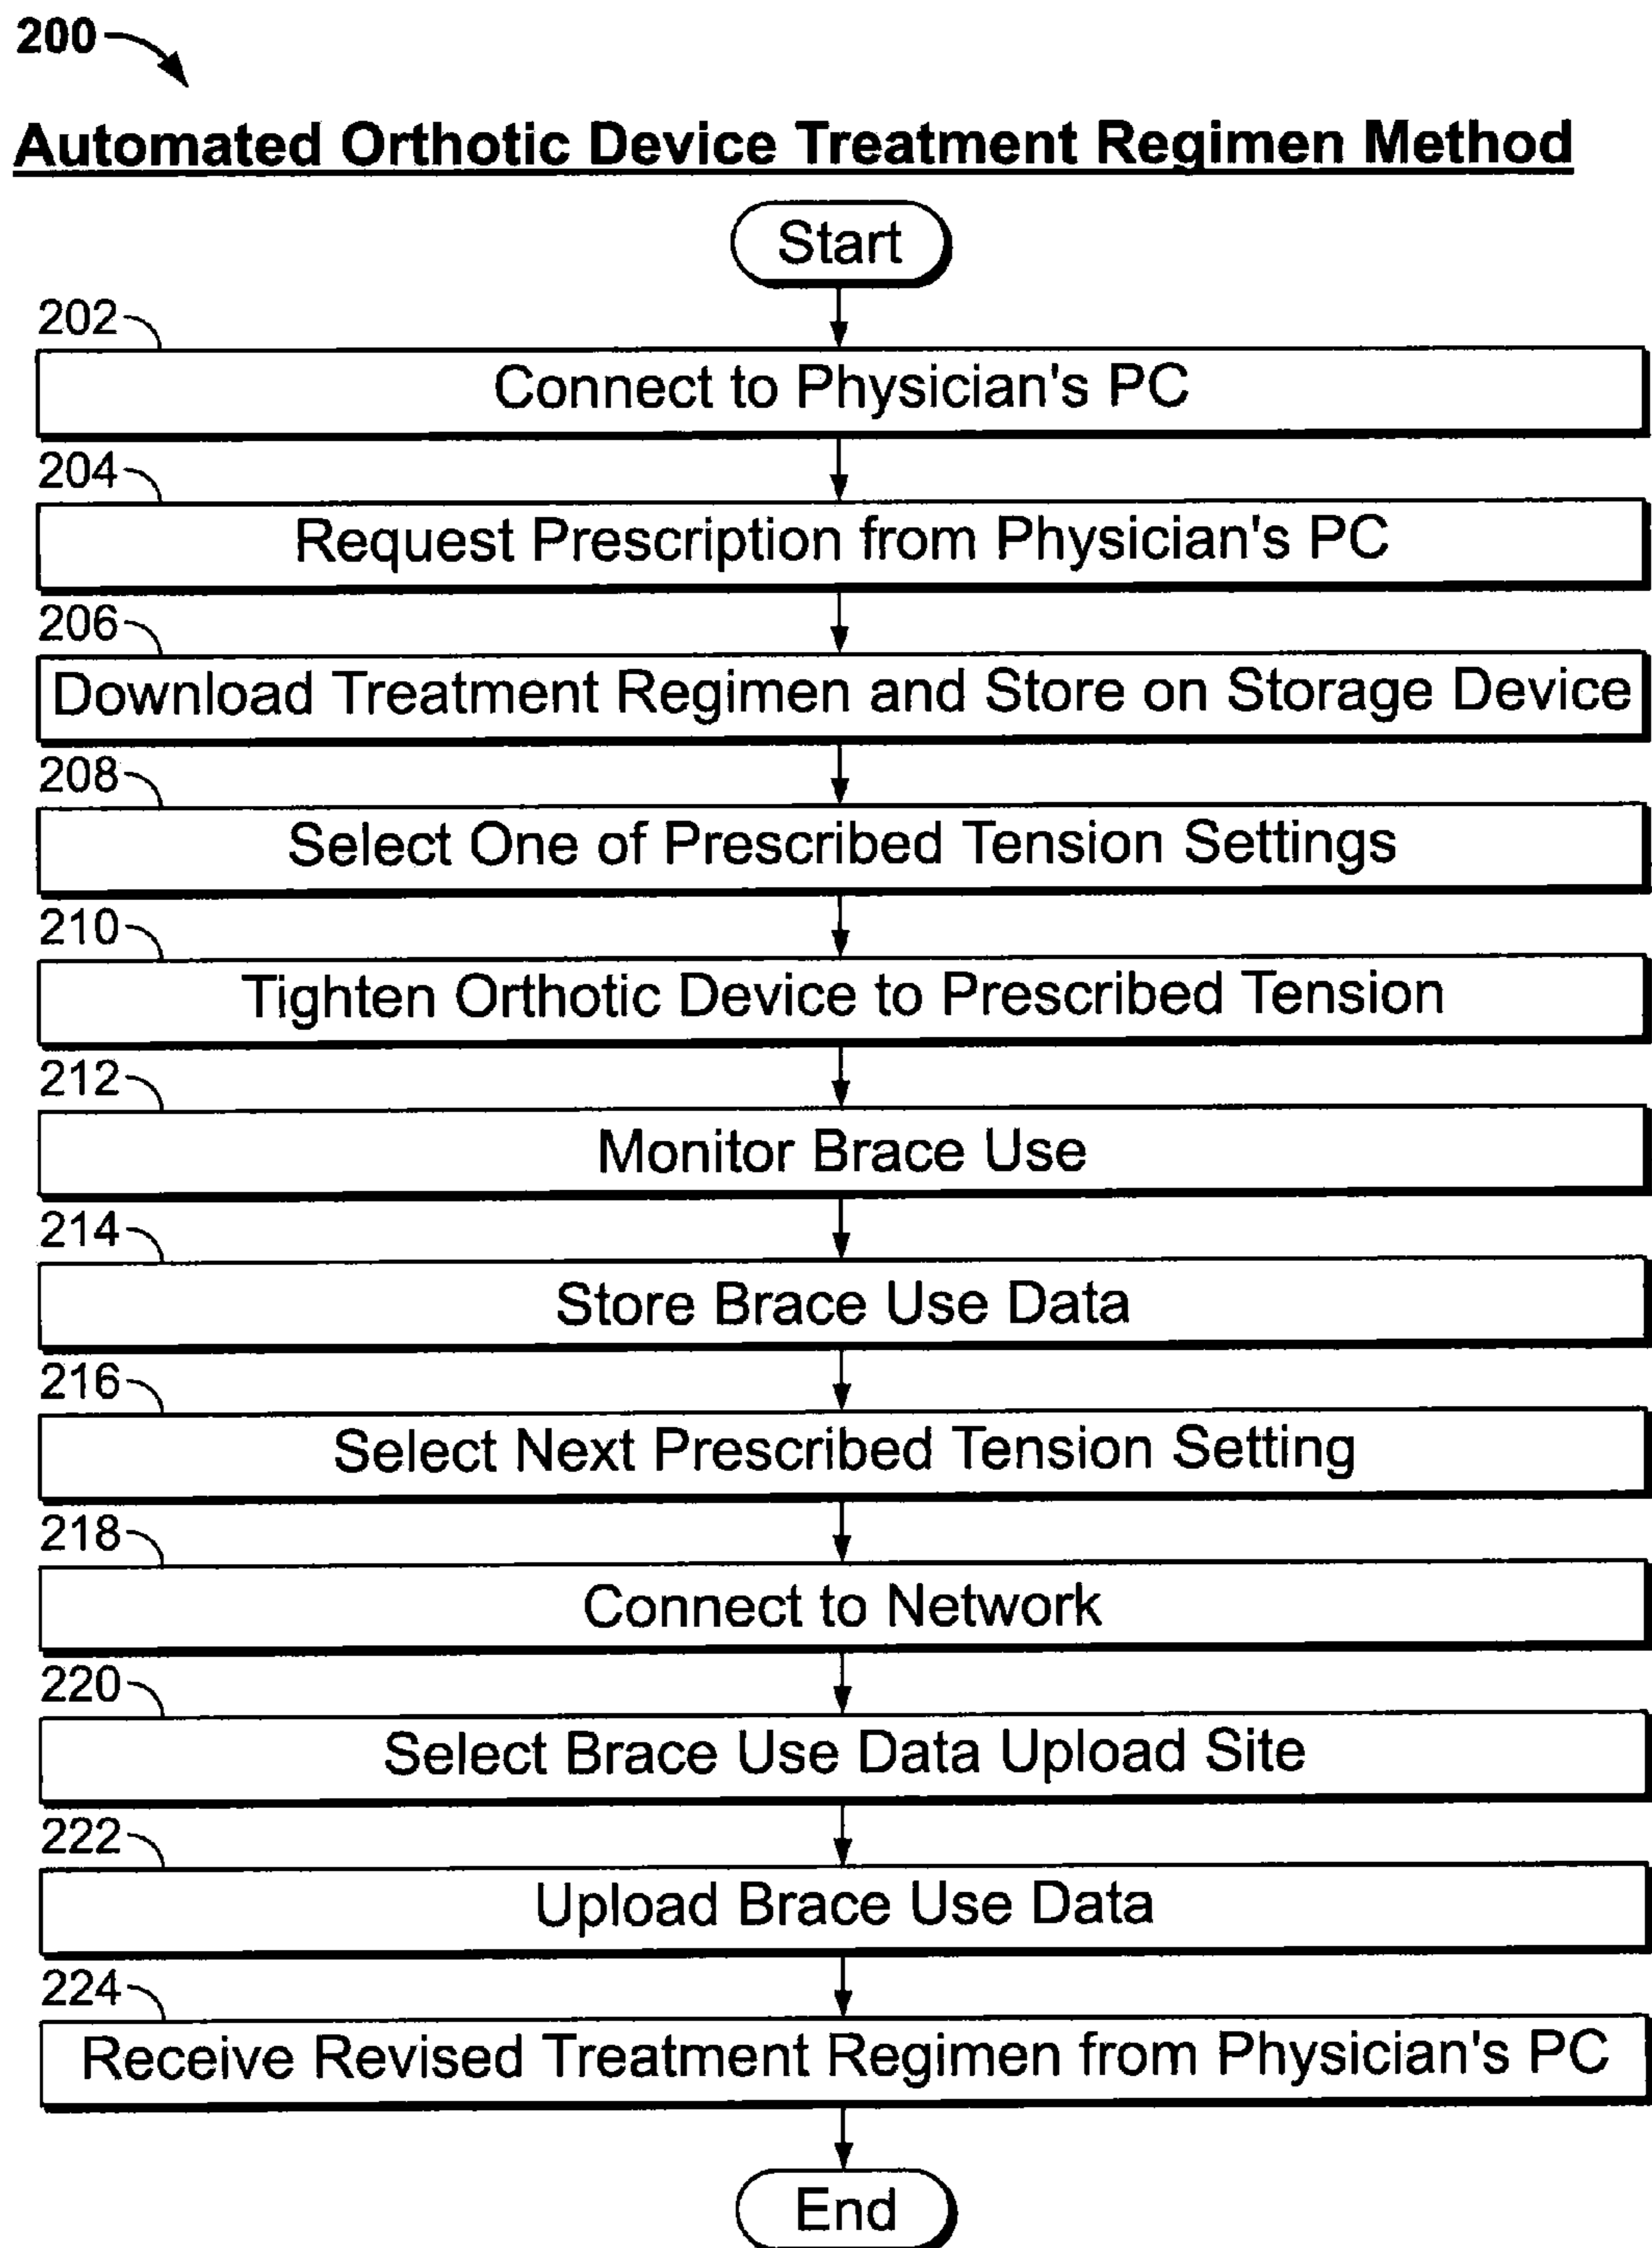 200
Automated Orthotic Device Treatment Regimen Method
Start
202
Connect to Physician's PC
204
Request Prescription from Physician's PC
206
Download Treatment Regimen and Store on Storage Device
208
Select One of Prescribed Tension Settings
210
Tighten Orthotic Device to Prescribed Tension
212
Monitor Brace Use
214
Store Brace Use Data
216
Select Next Prescribed Tension Setting
218
Connect to Network
220
Select Brace Use Data Upload Site
222
Upload Brace Use Data
224
Receive Revised Treatment Regimen from Physician's PC
End